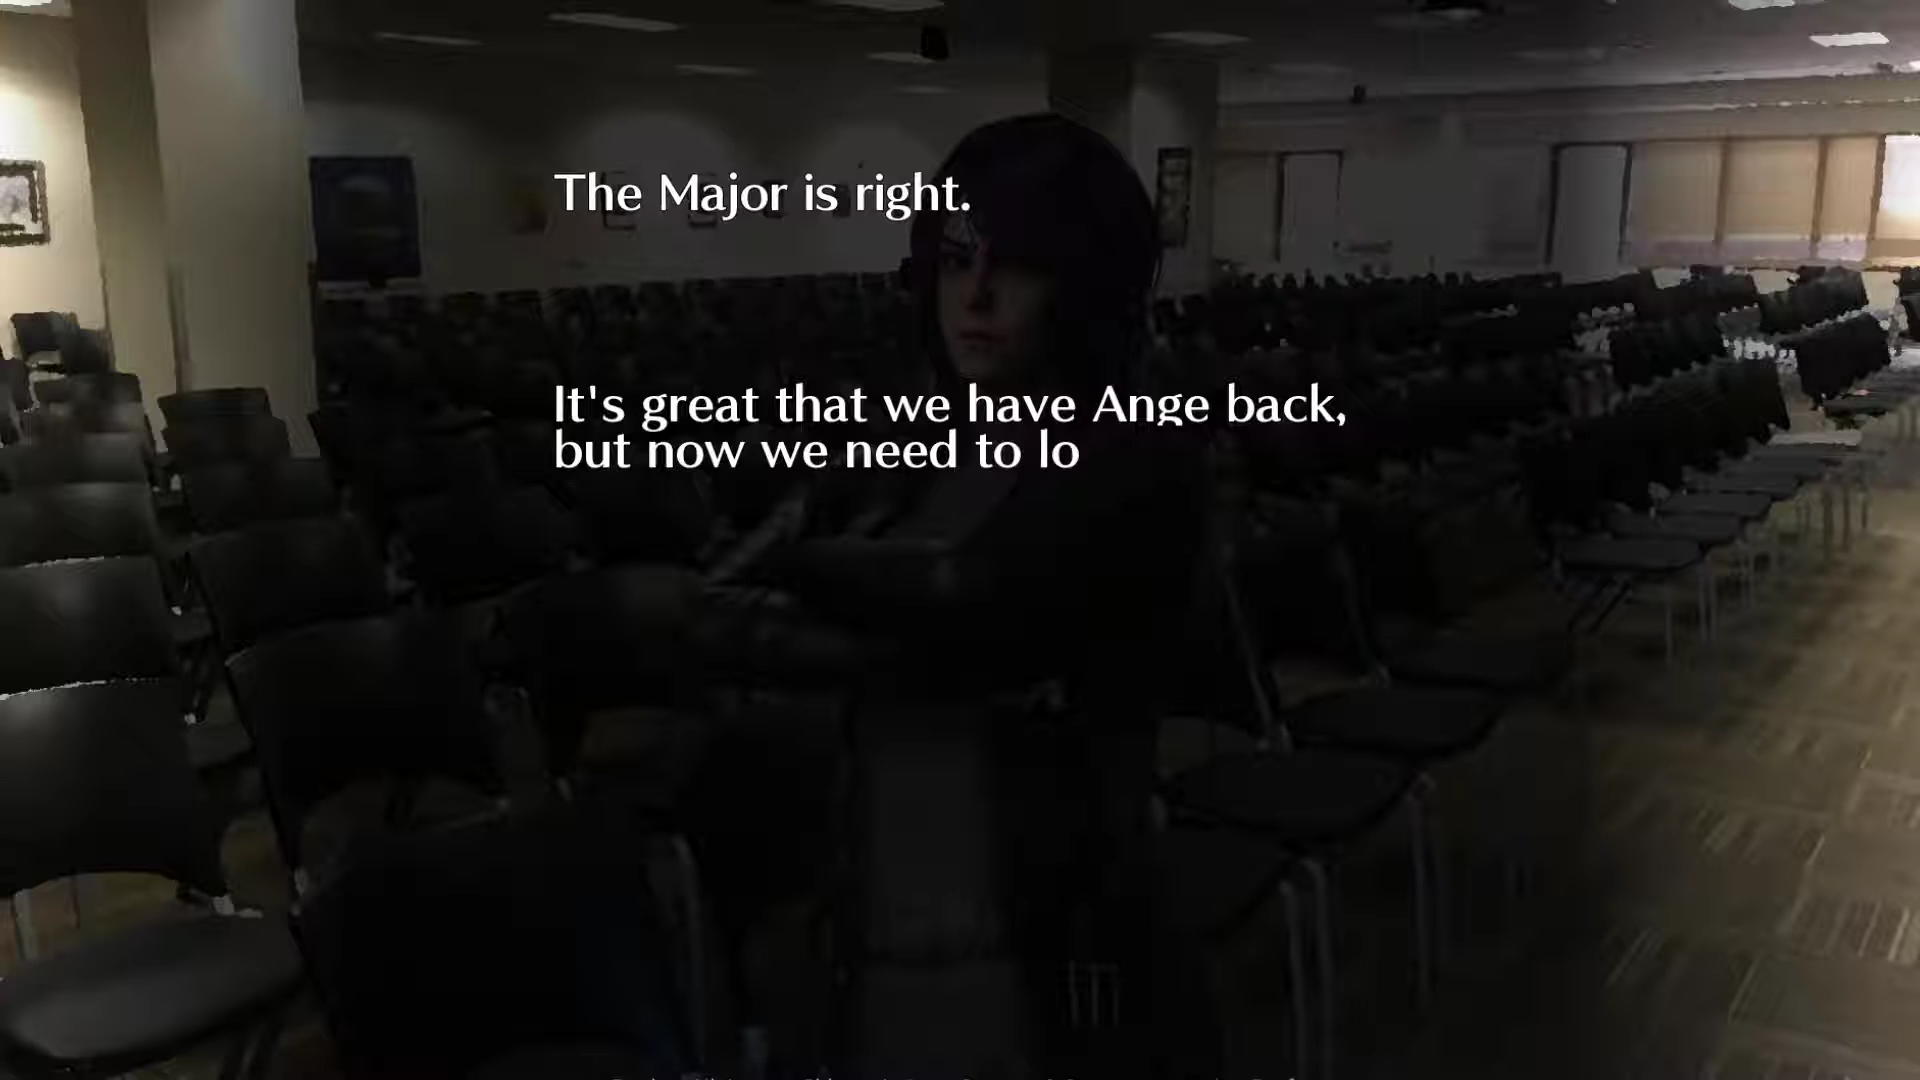 The Major is right.
It's great that we have Ange back,
but now we need to lo